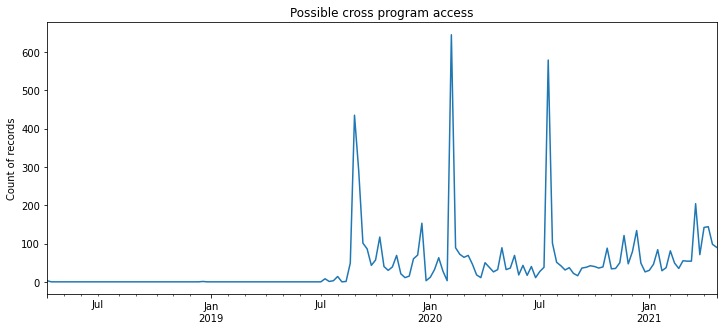 Possible cross program access
Count of records
600
500
400
300
200
100
0
Jul
Jan
2019
Jul
Jan
2020
Jul
Jan
2021